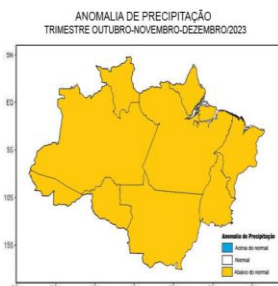 ANOMALIA DE PRECIPITAÇÃO
TRIMESTRE OUTUBRO-NOVEMBRO-DEZEMBRO/2023
5N
EQ
5S
10S
15S
Anomalia de Precipitação
Acima do normal
Normal
Abaixo do normal